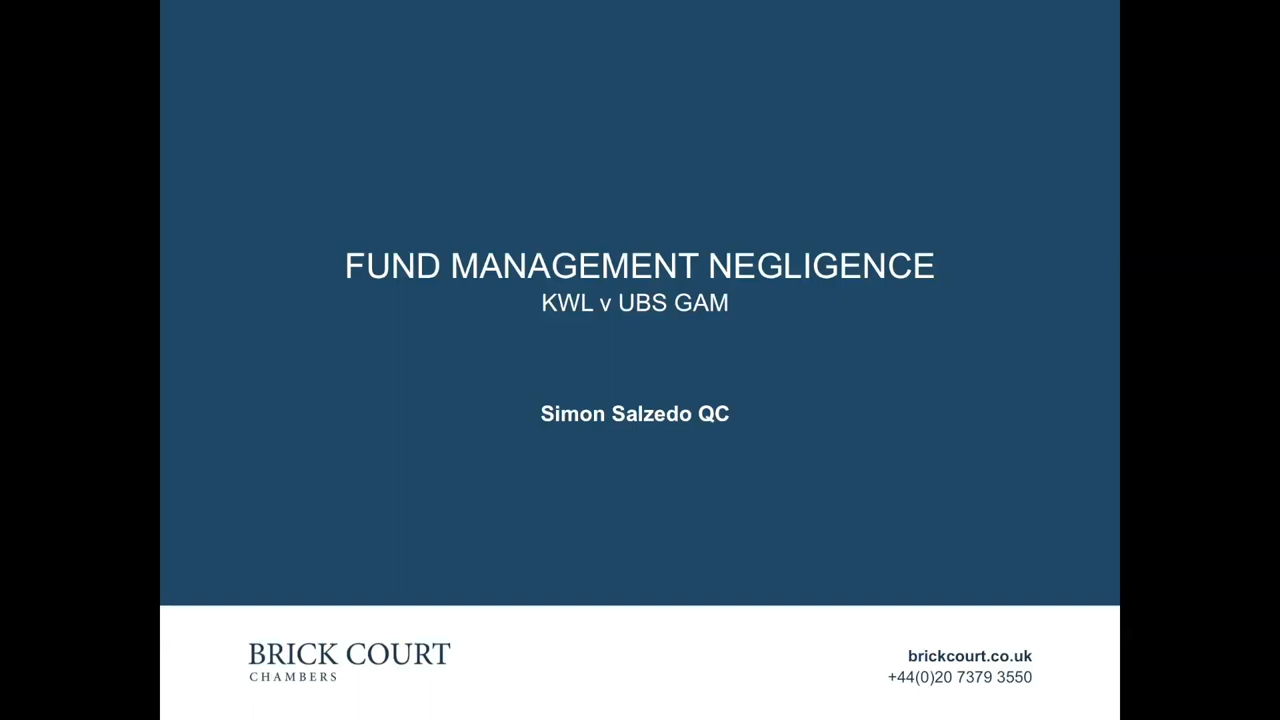 FUND MANAGEMENT NEGLIGENCE
KWL v UBS GAM
Simon Salzedo QC
BRICK COURT
CHAMBERS
brickcourt.co.uk
+44(0)20 7379 3550